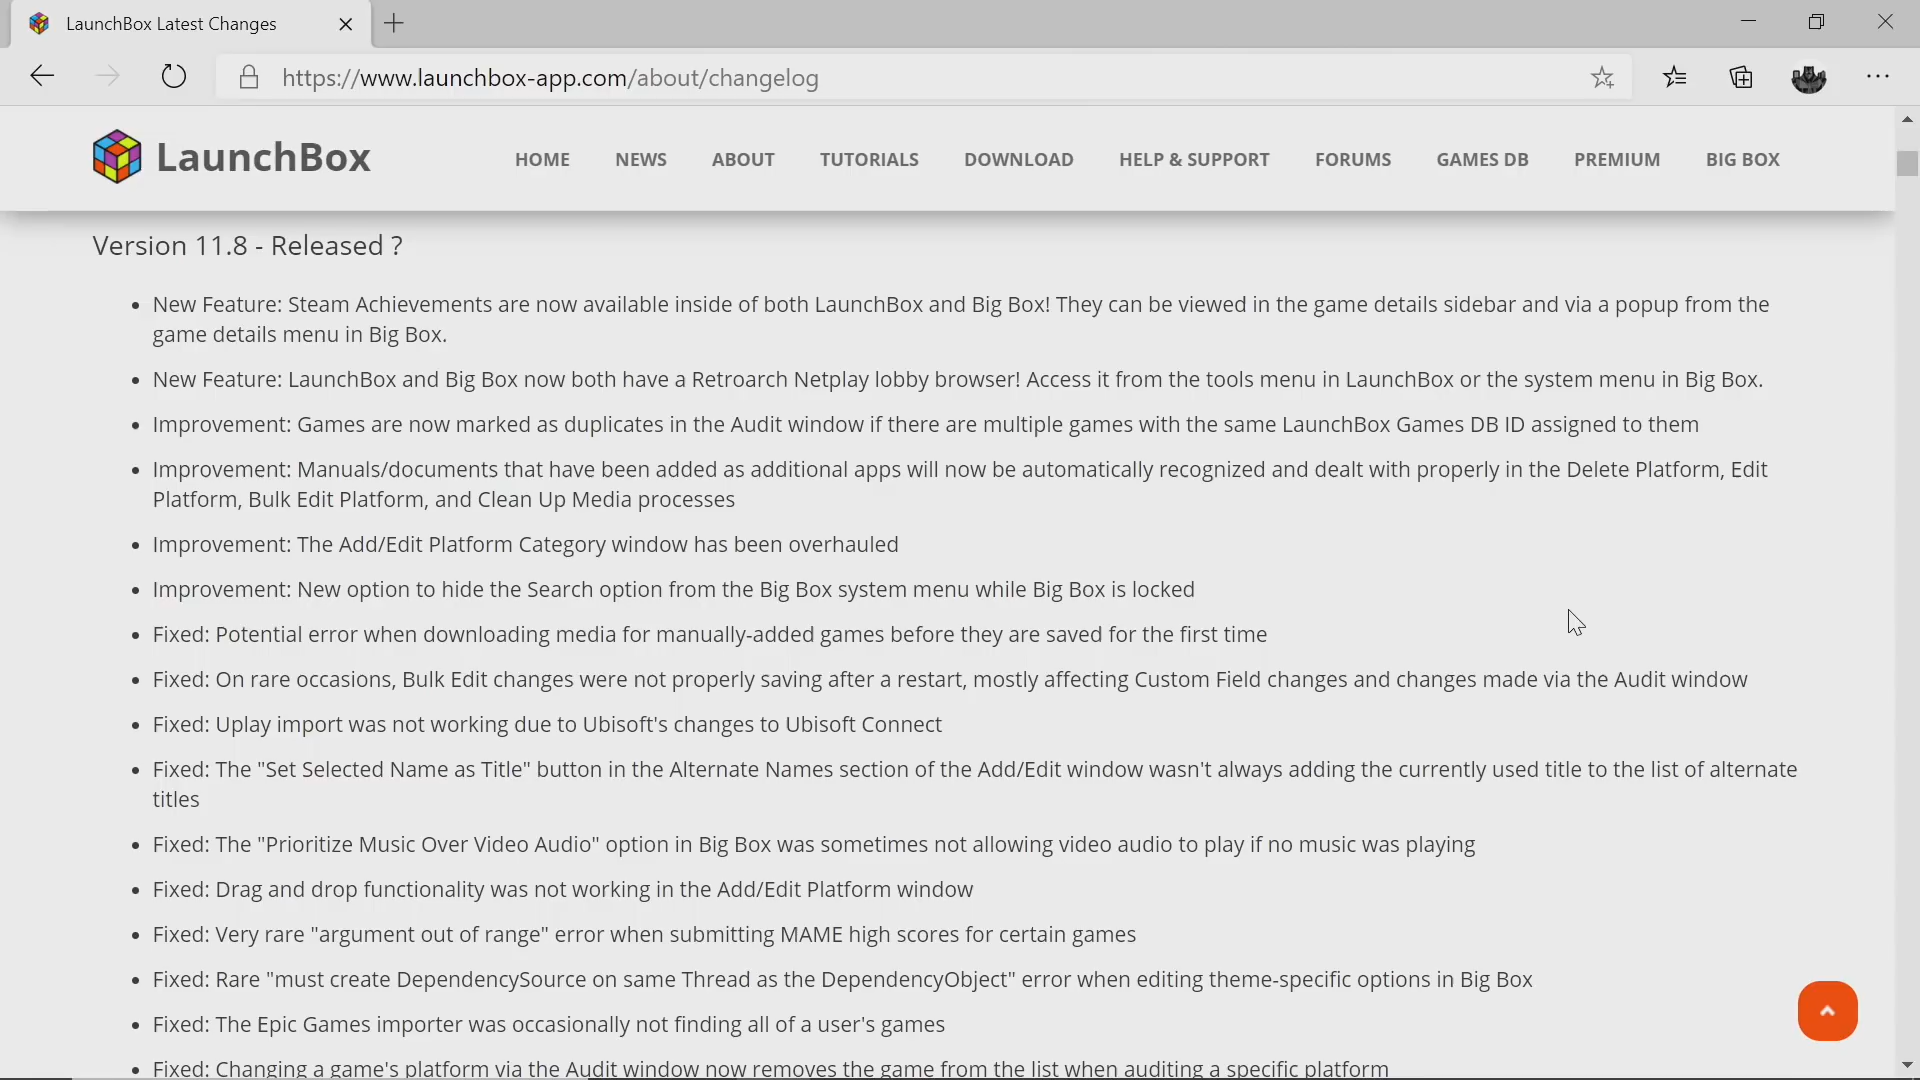 LaunchBox Latest Changes
https://www.launchbox-app.com/about/changelog
LaunchBox
HOME NEWS ABOUT TUTORIALS DOWNLOAD HELP & SUPPORT FORUMS GAMES DB PREMIUM BIG BOX
Version 11.8 - Released ?
• New Feature: Steam Achievements are now available inside of both LaunchBox and Big Box! They can be viewed in the game details sidebar and via a popup from the
game details menu in Big Box.
• New Feature: LaunchBox and Big Box now both have a Retroarch Netplay lobby browser! Access it from the tools menu in LaunchBox or the system menu in Big Box.
• Improvement: Games are now marked as duplicates in the Audit window if there are multiple games with the same LaunchBox Games DB ID assigned to them
• Improvement: Manuals/documents that have been added as additional apps will now be automatically recognized and dealt with properly in the Delete Platform, Edit
Platform, Bulk Edit Platform, and Clean Up Media processes
• Improvement: The Add/Edit Platform Category window has been overhauled
• Improvement: New option to hide the Search option from the Big Box system menu while Big Box is locked
• Fixed: Potential error when downloading media for manually-added games before they are saved for the first time
• Fixed: On rare occasions, Bulk Edit changes were not properly saving after a restart, mostly affecting Custom Field changes and changes made via the Audit window
• Fixed: Uplay import was not working due to Ubisoft's changes to Ubisoft Connect
• Fixed: The "Set Selected Name as Title" button in the Alternate Names section of the Add/Edit window wasn't always adding the currently used title to the list of alternate
titles
• Fixed: The "Prioritize Music Over Video Audio" option in Big Box was sometimes not allowing video audio to play if no music was playing
• Fixed: Drag and drop functionality was not working in the Add/Edit Platform window
• Fixed: Very rare "argument out of range" error when submitting MAME high scores for certain games
• Fixed: Rare "must create DependencySource on same Thread as the DependencyObject" error when editing theme-specific options in Big Box
• Fixed: The Epic Games importer was occasionally not finding all of a user's games
• Fixed: Changing a game's platform via the Audit window now removes the game from the list when auditing a specific platform